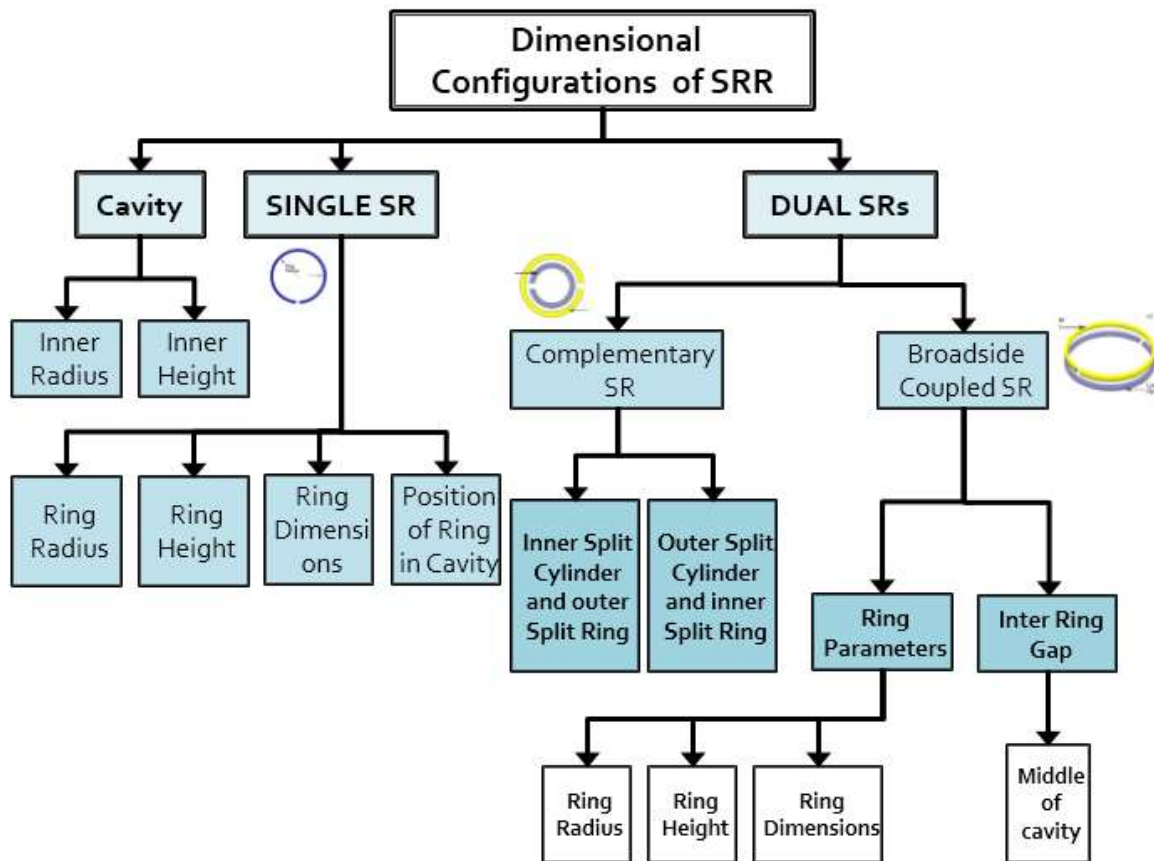 Dimensional
Configurations of SRR
Cavity
SINGLE SR
DUAL SRs
Inner
Radius
Inner
Height
Complementary
SR
Broadside
Coupled SR
Ring
Radius
Ring
Height
Ring
Dimensi
ons
Position
of Ring
in Cavity
Inner Split
Cylinder
and outer
Split Ring
Outer Split
Cylinder
and inner
Split Ring
Ring
Parameters
Inter Ring
Gap
Ring
Radius
Ring
Height
Ring
Dimensions
Middle
of
cavity